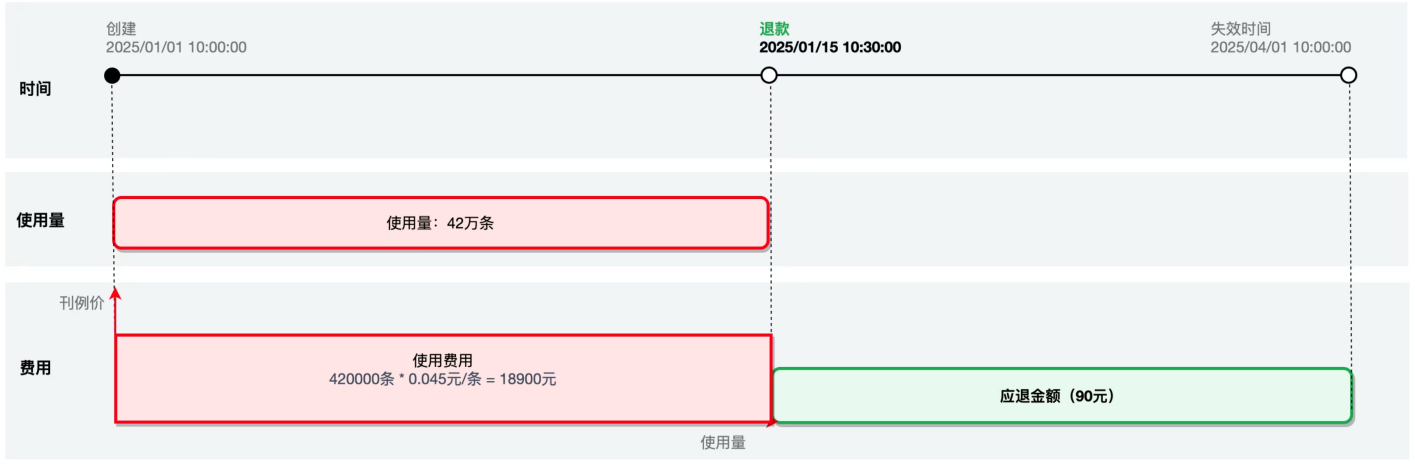 创建
2025/01/01 10:00:00
退款
2025/01/15 10:30:00
失效时间
2025/04/01 10:00:00
时间
使用量
使用量：42万条
刊例价
费用
使用费用
420000条 * 0.045元/条 = 18900元
应退金额（90元）
使用量